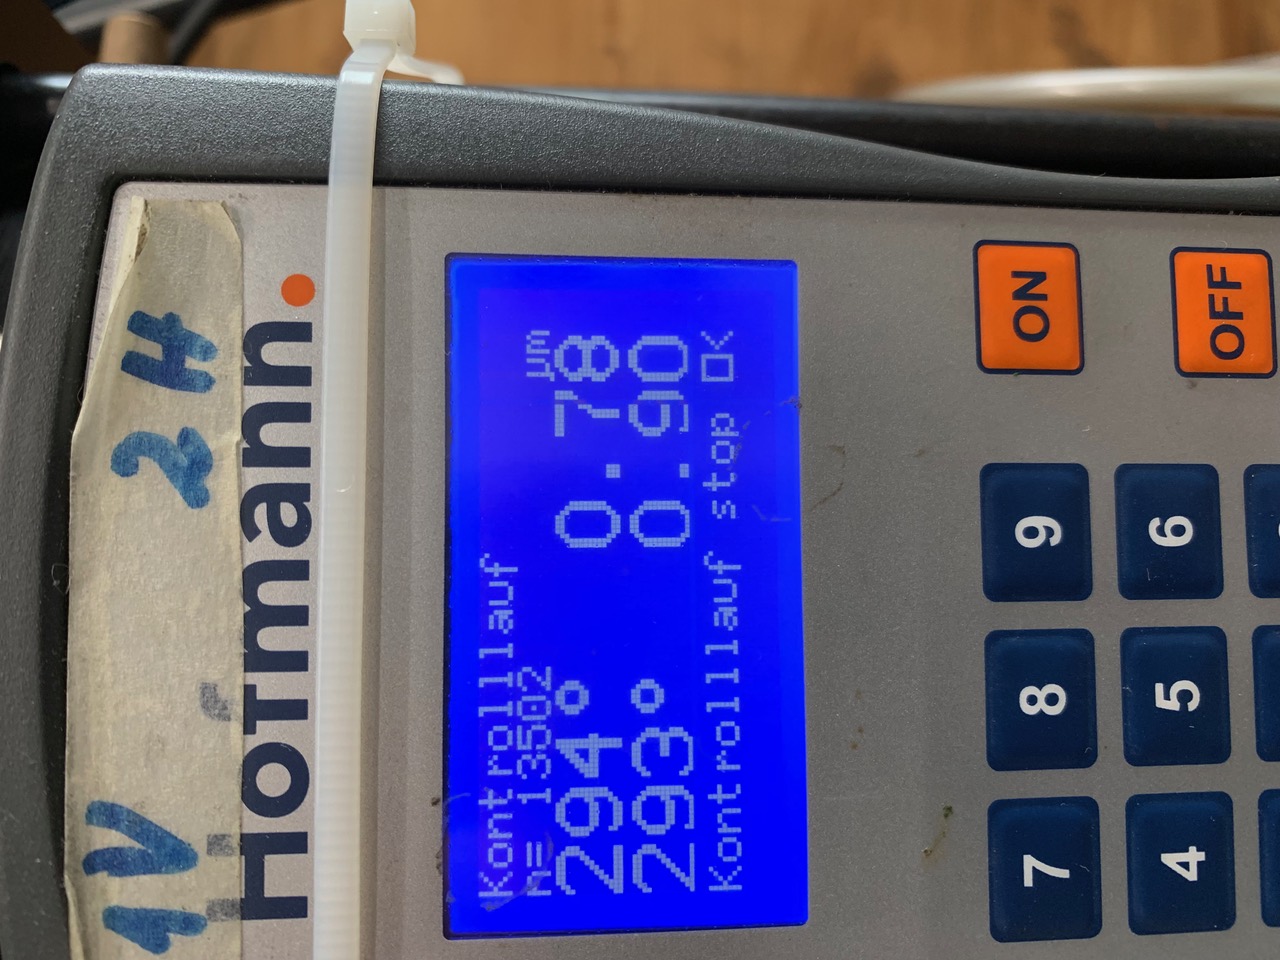 1V 2H
Hofmann.
Kontrolllauf
n= 13502 µm
294° 0.78
293° 0.90
Kontrolllauf stop
7 8 9 ON
4 5 6
OFF